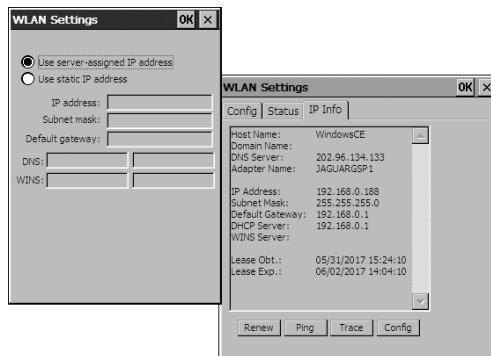 WLAN Settings OK ×
Use server-assigned IP address
Use static IP address
IP address:
Subnet mask:
Default gateway:
DNS:
WINS:
WLAN Settings OK ×
Config Status IP Info
Host Name: WindowsCE
Domain Name:
DNS Server: 202.96.134.133
Adapter Name: JAGUARGSP1
IP Address: 192.168.0.188
Subnet Mask: 255.255.255.0
Default Gateway: 192.168.0.1
DHCP Server: 192.168.0.1
WINS Server:
Lease Obt.: 05/31/2017 15:24:10
Lease Exp.: 06/02/2017 14:04:10
Renew Ping Trace Config